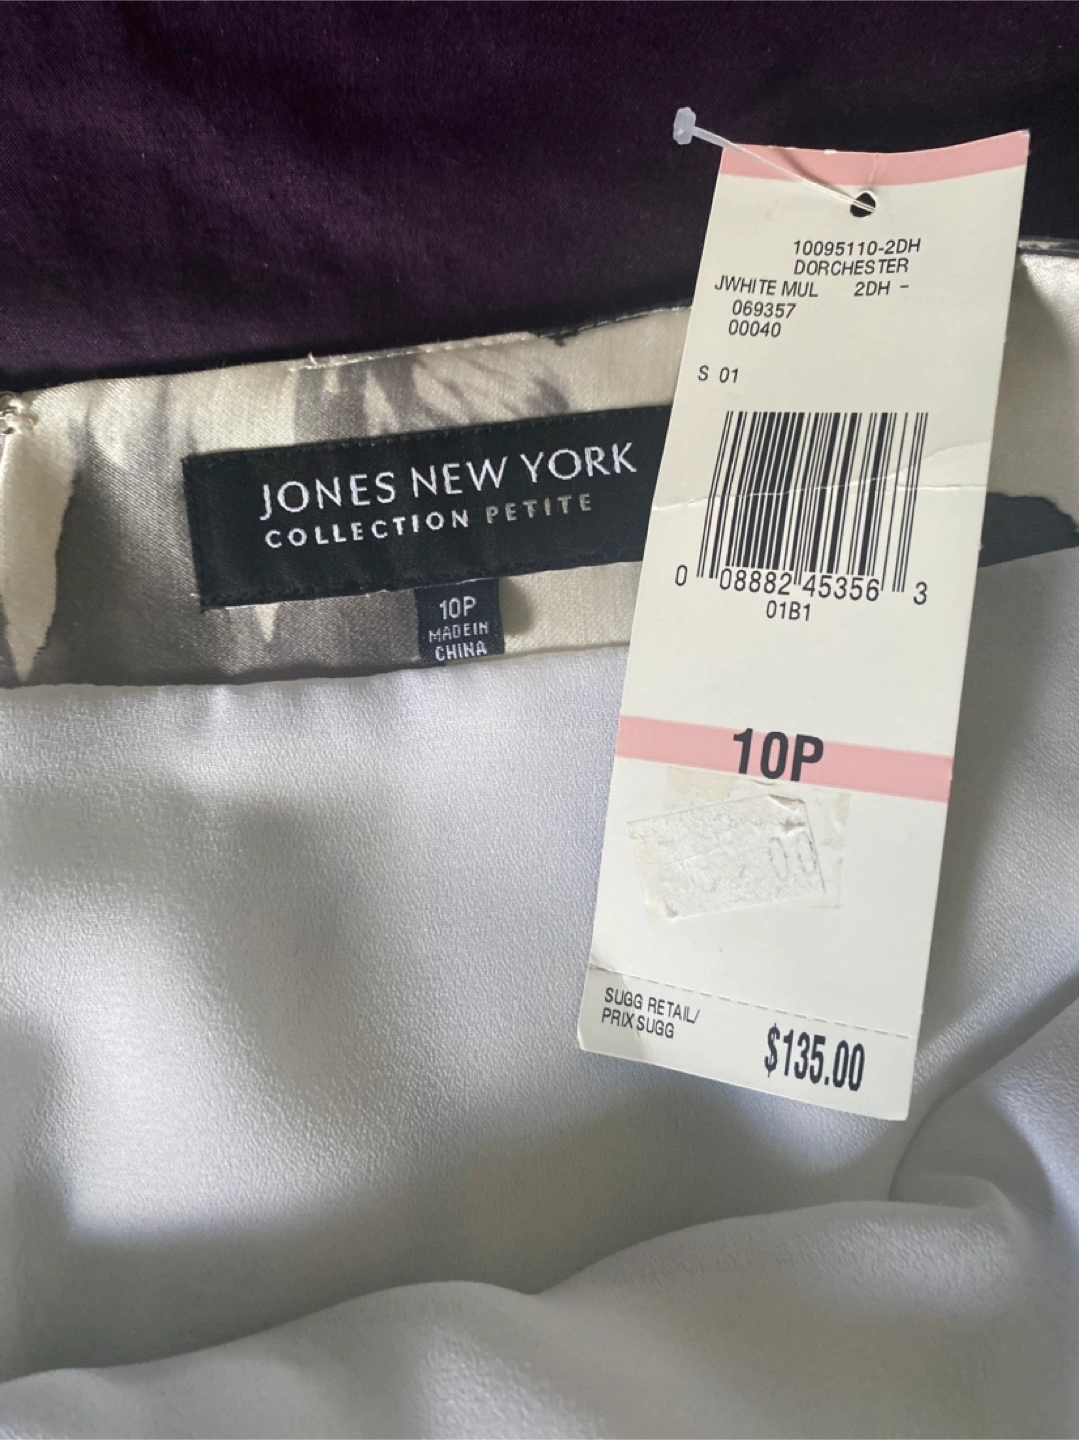 10095110-2DH
DORCHESTER
JWHITE MUL 2DH -
069357
00040
S 01
JONES NEW YORK
COLLECTION PETITE
10P
MADE IN
CHINA
0 08882 45356 3
01B1
10P
.00
SUGG RETAIL/
PRIX SUGG
$135.00